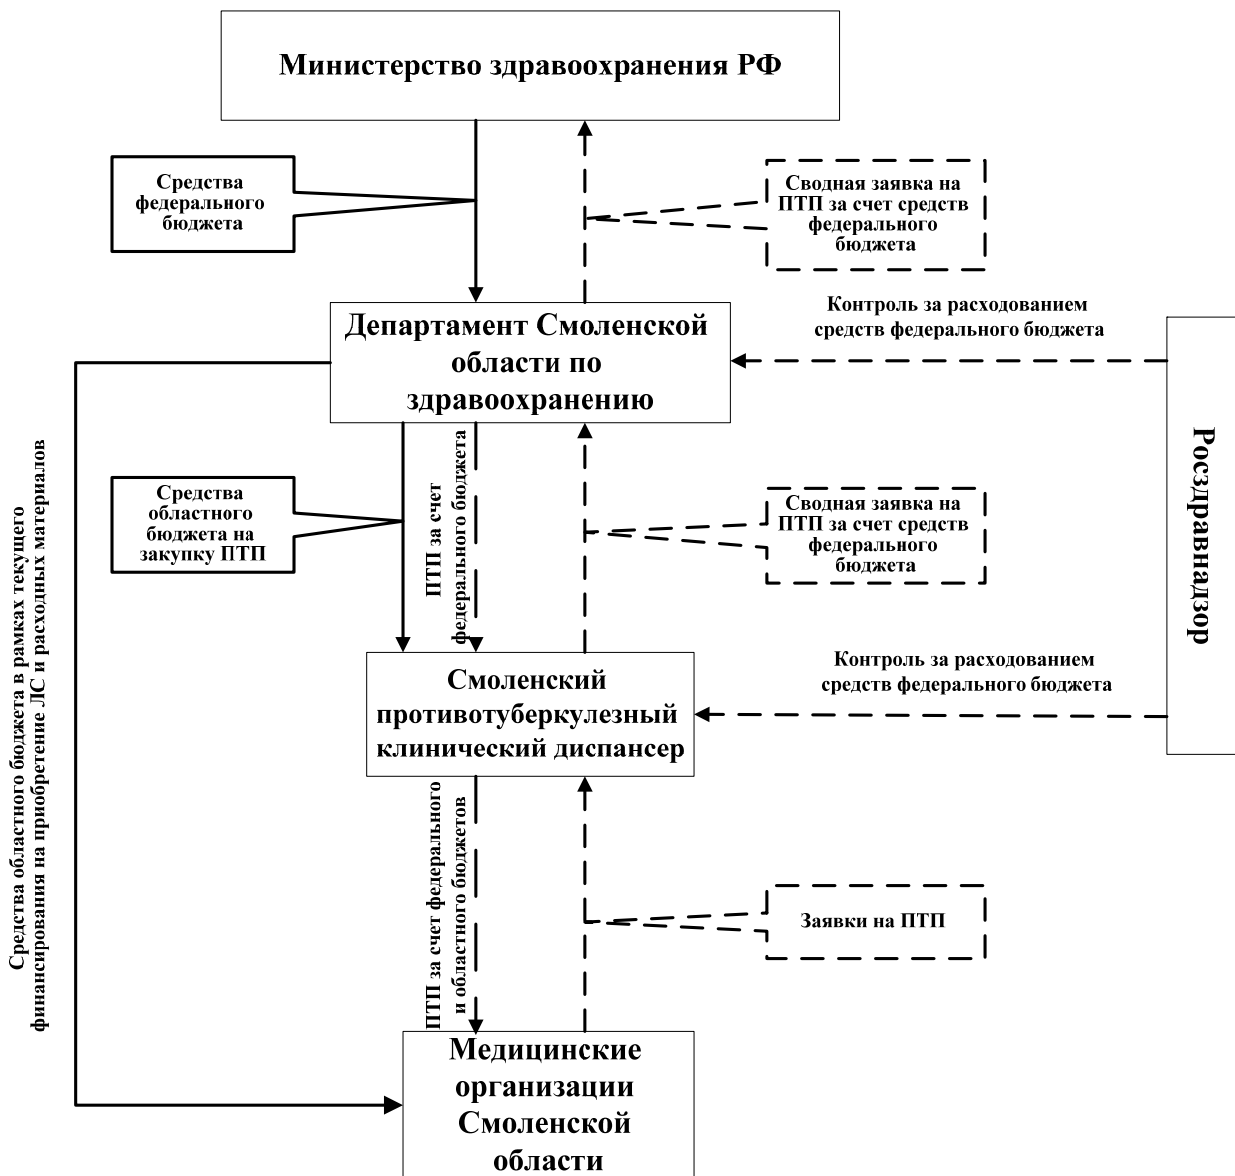 Министерство здравоохранения РФ
Средства
федерального
бюджета
Сводная заявка на
ПТП за счет средств
федерального
бюджета
Контроль за расходованием
средств федерального бюджета
Департамент Смоленской
области по
здравоохранению
Росздравнадзор
Средства областного бюджета в рамках текущего
финансирования на приобретение ЛС и расходных материалов
Средства
областного
бюджета на
закупку ПТП
ПТП за счет
федерального бюджета
Сводная заявка на
ПТП за счет средств
федерального
бюджета
Контроль за расходованием
средств федерального бюджета
Смоленский
противотуберкулезный
клинический диспансер
ПТП за счет федерального
и областного бюджетов
Заявки на ПТП
Медицинские
организации
Смоленской
области